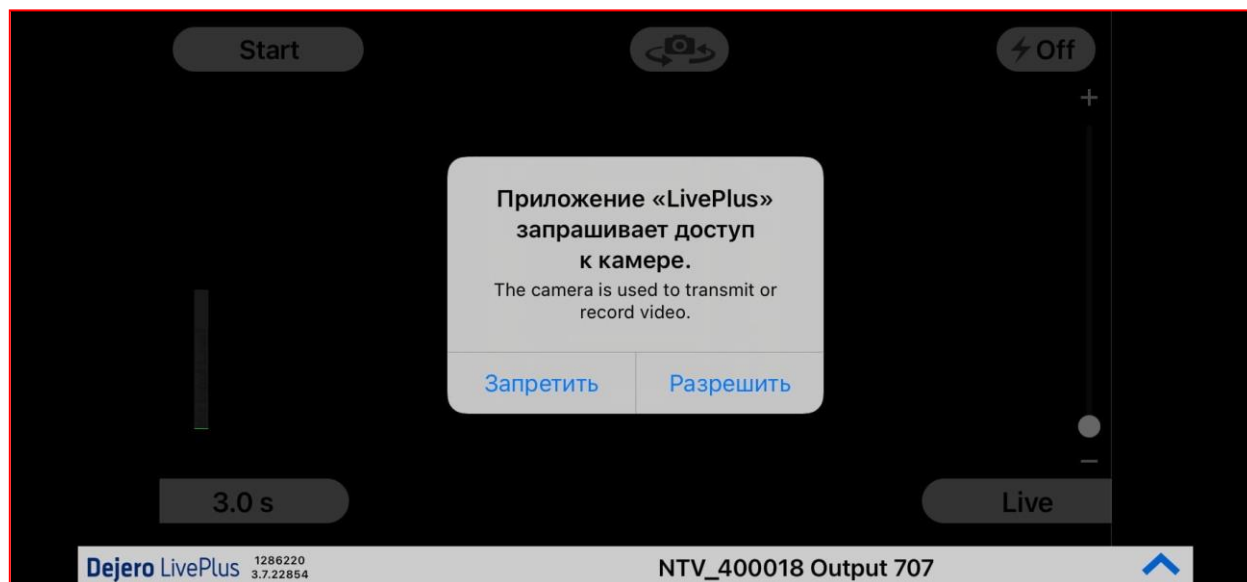 Start
Off
+
Приложение «LivePlus»
запрашивает доступ
к камере.
The camera is used to transmit or
record video.
Запретить
Разрешить
−
3.0 s
Live
Dejero LivePlus
1286220
3.7.22854
NTV_400018 Output 707